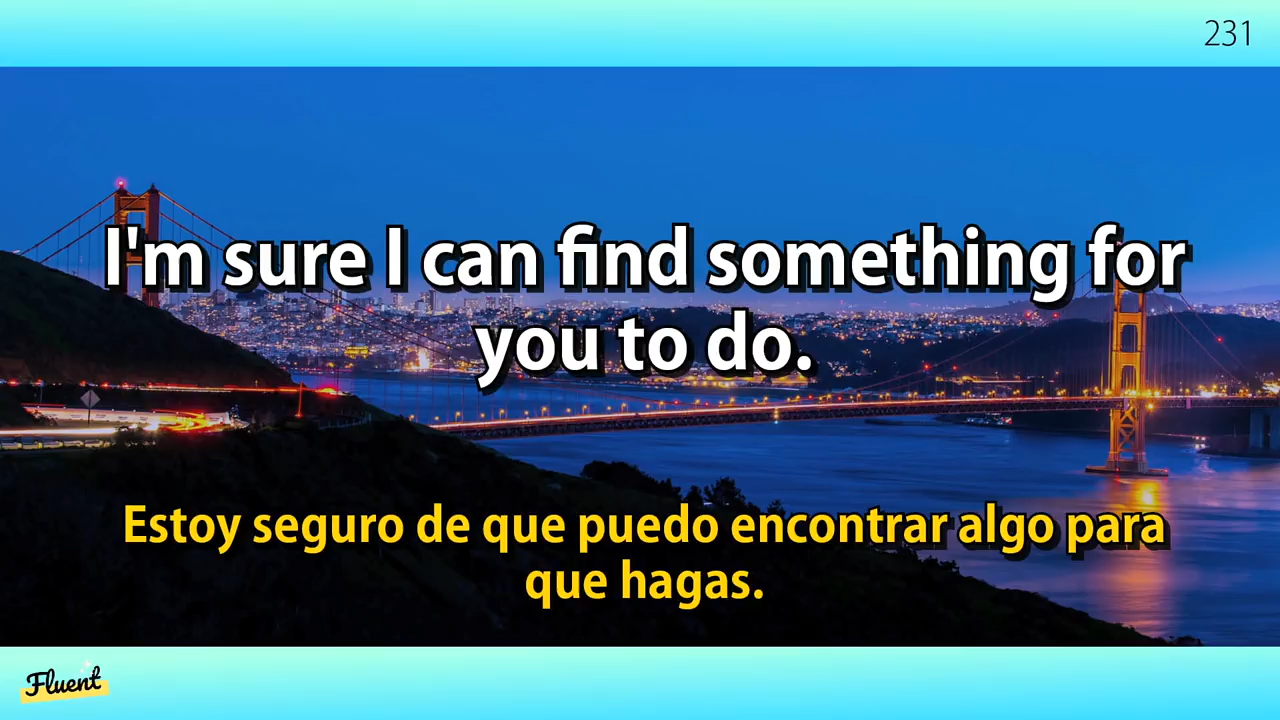 231
I'm sure I can find something for
you to do.
Estoy seguro de que puedo encontrar algo para
que hagas.
Fluent